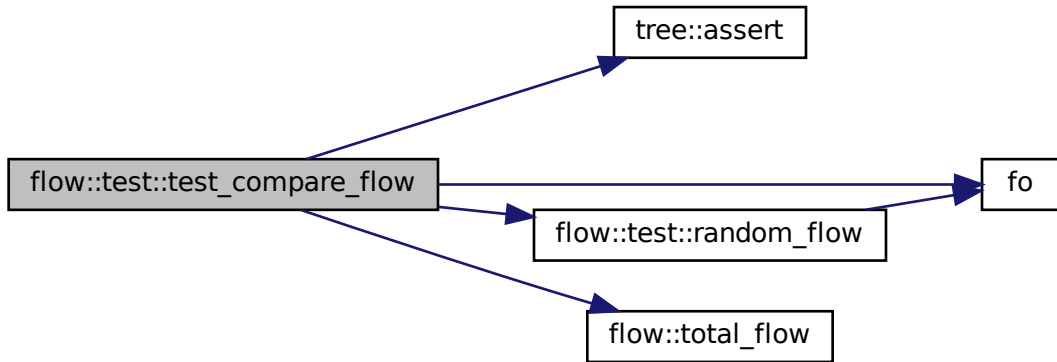 tree::assert
flow::test::test_compare_flow
fo
flow::test::random_flow
flow::total_flow